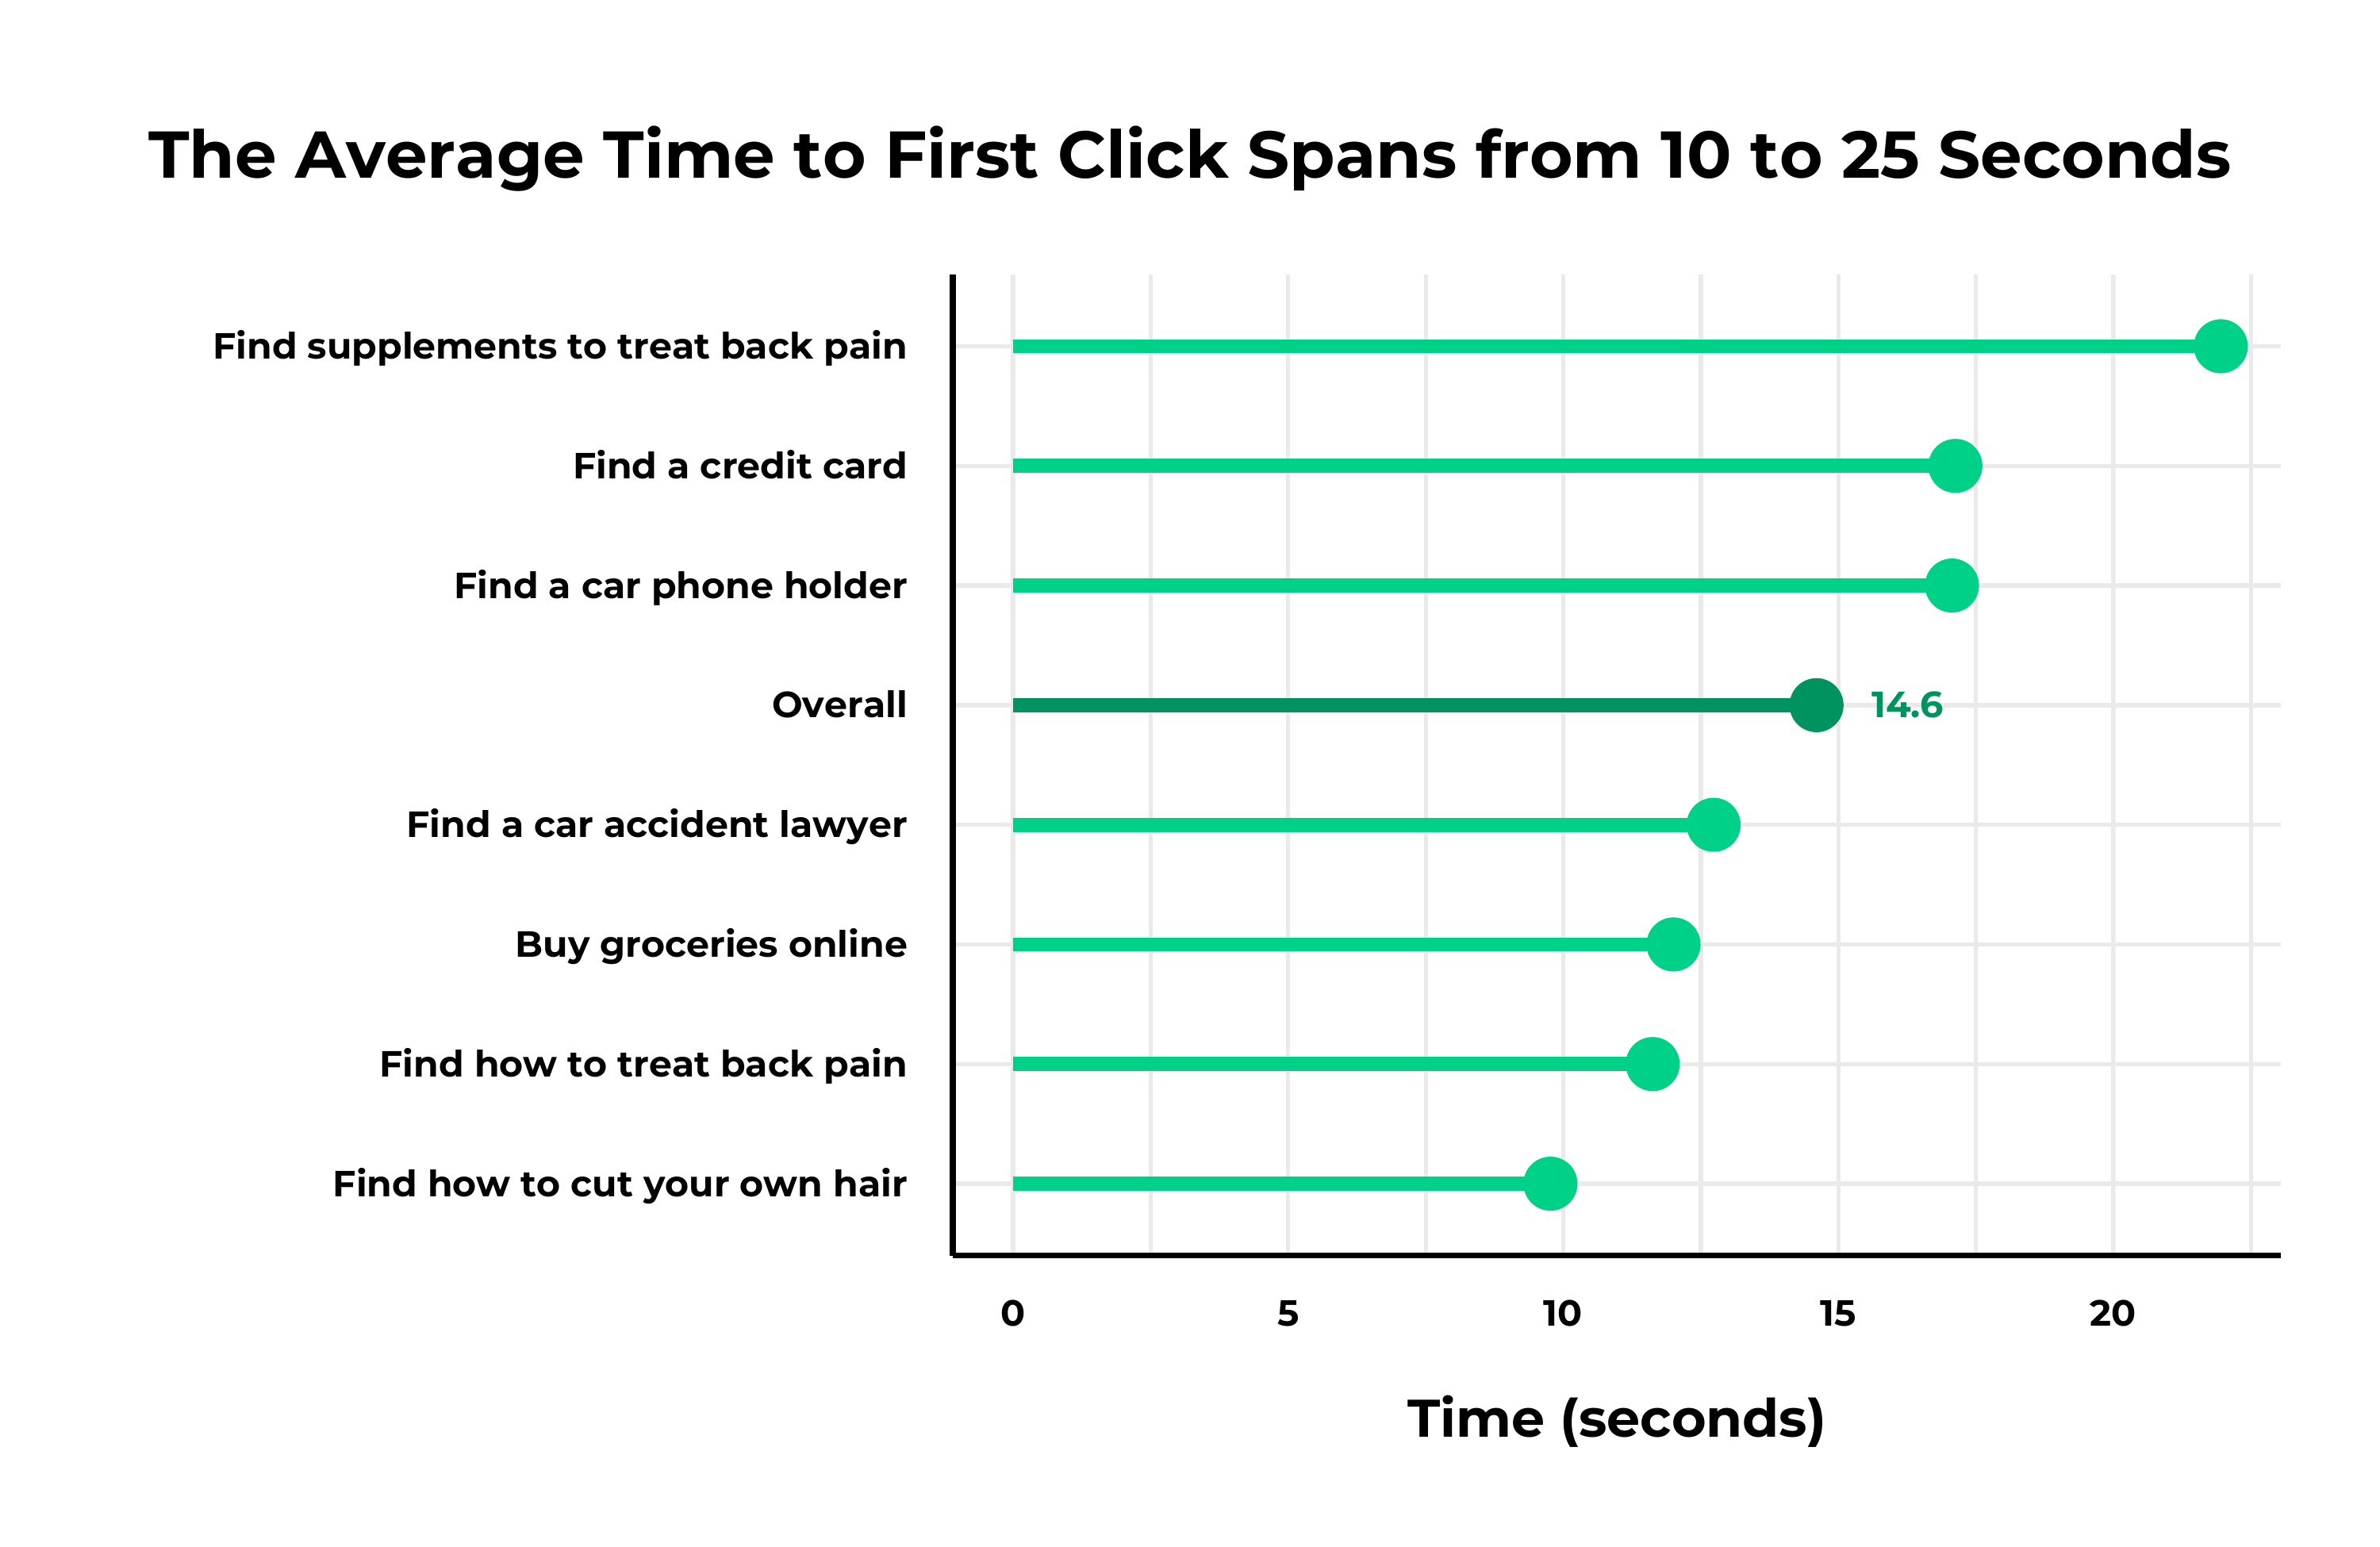 The Average Time to First Click Spans from 10 to 25 Seconds
Find supplements to treat back pain
Find a credit card
Find a car phone holder
Overall
14.6
Find a car accident lawyer
Buy groceries online
Find how to treat back pain
Find how to cut your own hair
0 5 10 15 20
Time (seconds)